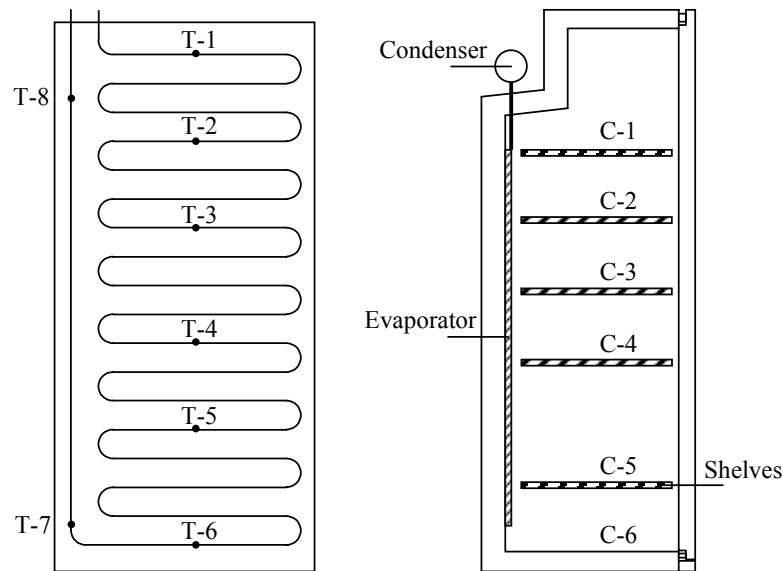 T-1
T-8
T-2
T-3
T-4
T-5
T-7
T-6
Condenser
C-1
C-2
C-3
Evaporator
C-4
C-5
Shelves
C-6